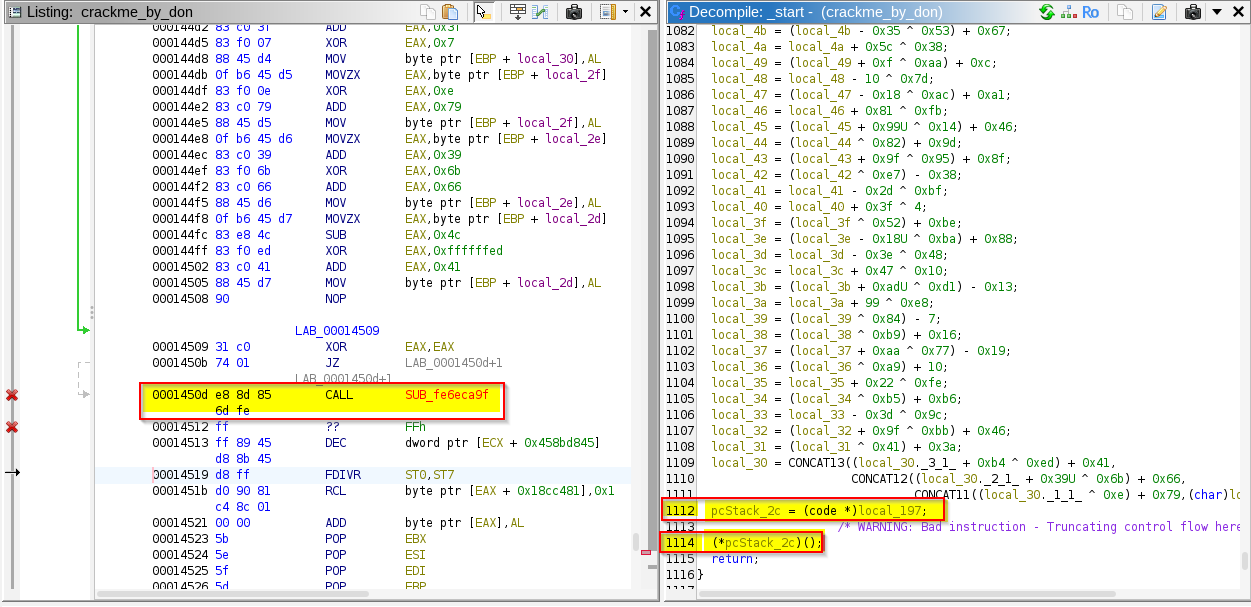 Listing: crackme_by_don
000144d2 83 c0 3f ADD EAX,0x3f
000144d5 83 f0 07 XOR EAX,0x7
000144d8 88 45 d4 MOV byte ptr [EBP + local_30],AL
000144db 0f b6 45 d5 MOVZX EAX,byte ptr [EBP + local_2f]
000144df 83 f0 0e XOR EAX,0xe
000144e2 83 c0 79 ADD EAX,0x79
000144e5 88 45 d5 MOV byte ptr [EBP + local_2f],AL
000144e8 0f b6 45 d6 MOVZX EAX,byte ptr [EBP + local_2e]
000144ec 83 c0 39 ADD EAX,0x39
000144ef 83 f0 6b XOR EAX,0x6b
000144f2 83 c0 66 ADD EAX,0x66
000144f5 88 45 d6 MOV byte ptr [EBP + local_2e],AL
000144f8 0f b6 45 d7 MOVZX EAX,byte ptr [EBP + local_2d]
000144fc 83 e8 4c SUB EAX,0x4c
000144ff 83 f0 ed XOR EAX,0xffffffed
00014502 83 c0 41 ADD EAX,0x41
00014505 88 45 d7 MOV byte ptr [EBP + local_2d],AL
00014508 90 NOP
LAB_00014509
00014509 31 c0 XOR EAX,EAX
0001450b 74 01 JZ LAB_0001450d+1
LAB_0001450d+1
0001450d e8 8d 85 CALL SUB_fe6eca9f
6d fe
00014512 ff ?? FFh
00014513 ff 89 45 DEC dword ptr [ECX + 0x458bd845]
d8 8b 45
00014519 d8 ff FDIVR ST0,ST7
0001451b d0 90 81 RCL byte ptr [EAX + 0x18cc481],0x1
c4 8c 01
00014521 00 00 ADD byte ptr [EAX],AL
00014523 5b POP EBX
00014524 5e POP ESI
00014525 5f POP EDI
00014526 5d POP EBP
Decompile: _start - (crackme_by_don)
Ro
1082 local_4b = (local_4b - 0x35 ^ 0x53) + 0x67;
1083 local_4a = local_4a + 0x5c ^ 0x38;
1084 local_49 = (local_49 + 0xf ^ 0xaa) + 0xc;
1085 local_48 = local_48 - 10 ^ 0x7d;
1086 local_47 = (local_47 - 0x18 ^ 0xac) + 0xa1;
1087 local_46 = local_46 + 0x81 ^ 0xfb;
1088 local_45 = (local_45 + 0x99U ^ 0x14) + 0x46;
1089 local_44 = (local_44 ^ 0x82) + 0x9d;
1090 local_43 = (local_43 + 0x9f ^ 0x95) + 0x8f;
1091 local_42 = (local_42 ^ 0xe7) - 0x38;
1092 local_41 = local_41 - 0x2d ^ 0xbf;
1093 local_40 = local_40 + 0x3f ^ 4;
1094 local_3f = (local_3f ^ 0x52) + 0xbe;
1095 local_3e = (local_3e - 0x18U ^ 0xba) + 0x88;
1096 local_3d = local_3d - 0x3e ^ 0x48;
1097 local_3c = local_3c + 0x47 ^ 0x10;
1098 local_3b = (local_3b + 0xadU ^ 0xd1) - 0x13;
1099 local_3a = local_3a + 99 ^ 0xe8;
1100 local_39 = (local_39 ^ 0x84) - 7;
1101 local_38 = (local_38 ^ 0xb9) + 0x16;
1102 local_37 = (local_37 + 0xaa ^ 0x77) - 0x19;
1103 local_36 = (local_36 ^ 0xa9) + 10;
1104 local_35 = local_35 + 0x22 ^ 0xfe;
1105 local_34 = (local_34 ^ 0xb5) + 0xb6;
1106 local_33 = local_33 - 0x3d ^ 0x9c;
1107 local_32 = (local_32 + 0x9f ^ 0xbb) + 0x46;
1108 local_31 = (local_31 ^ 0x41) + 0x3a;
1109 local_30 = CONCAT13((local_30._3_1_ + 0xb4 ^ 0xed) + 0x41,
1110 CONCAT12((local_30._2_1_ + 0x39U ^ 0x6b) + 0x66,
1111 CONCAT11((local_30._1_1_ ^ 0xe) + 0x79,(char)lo
1112 pcStack_2c = (code *)local_197;
1113 /* WARNING: Bad instruction - Truncating control flow here
1114 (*pcStack_2c)();
1115 return;
1116 }